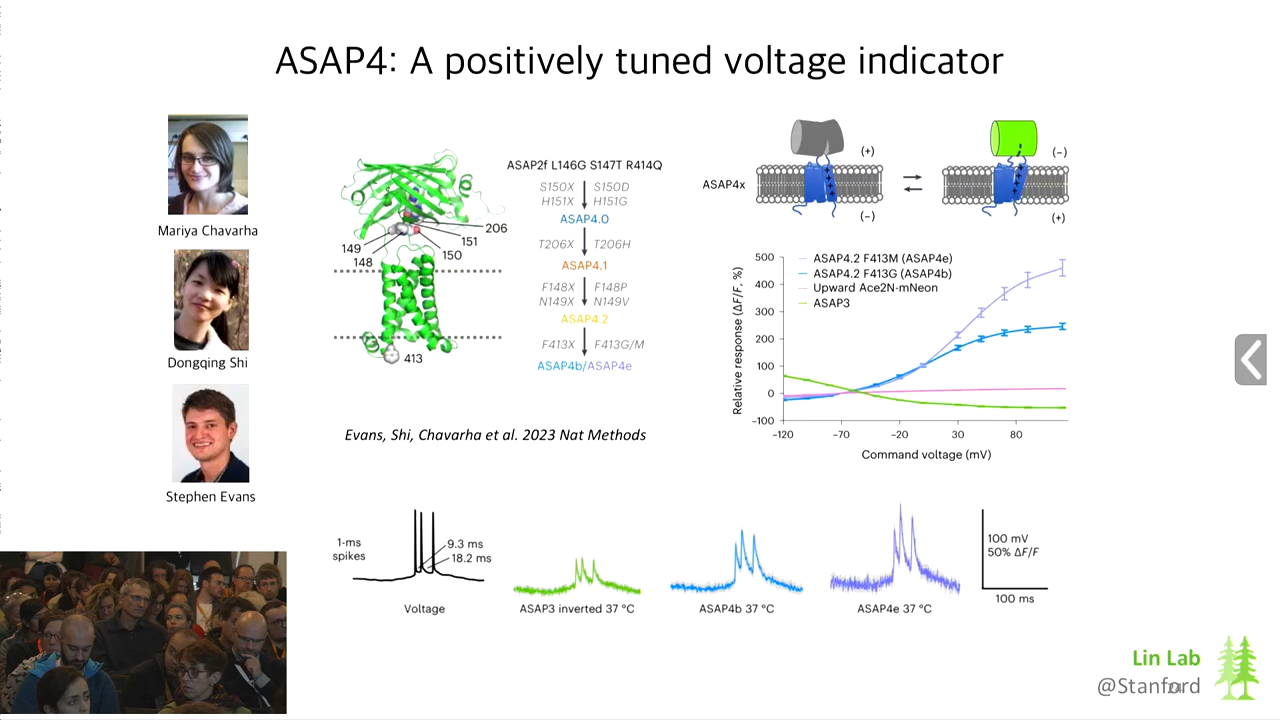 ASAP4: A positively tuned voltage indicator
Mariya Chavarha
Dongqing Shi
Stephen Evans
206
151
150
149
148
413
ASAP2f L146G S147T R414Q
S150X S150D
H151X H151G
ASAP4.0
T206X T206H
ASAP4.1
F148X F148P
N149X N149V
ASAP4.2
F413X F413G/M
ASAP4b/ASAP4e
Evans, Shi, Chavarha et al. 2023 Nat Methods
ASAP4x
(+)
(−)
(−)
(+)
Relative response (ΔF/F, %)
500
400
300
200
100
0
−100
−120 −70 −20 30 80
Command voltage (mV)
ASAP4.2 F413M (ASAP4e)
ASAP4.2 F413G (ASAP4b)
Upward Ace2N-mNeon
ASAP3
1-ms
spikes
9.3 ms
18.2 ms
Voltage
ASAP3 inverted 37 °C
ASAP4b 37 °C
ASAP4e 37 °C
100 mV
50% ΔF/F
100 ms
Lin Lab
@Stanford